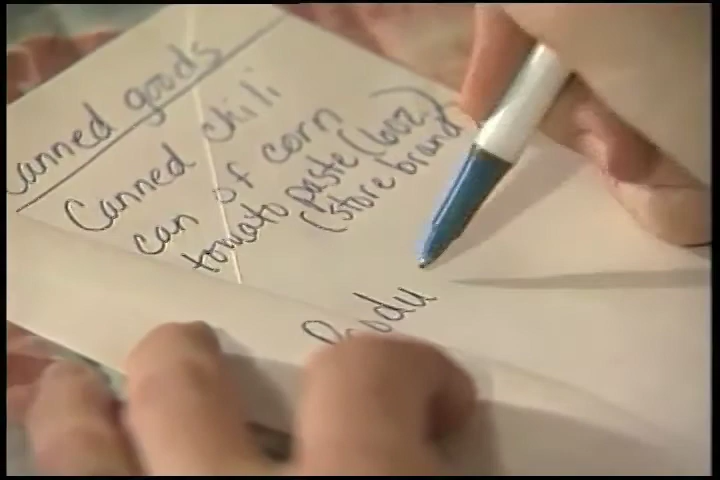 Canned goods
Canned chili
can of corn
tomato paste (6oz)
(store brand
Produ